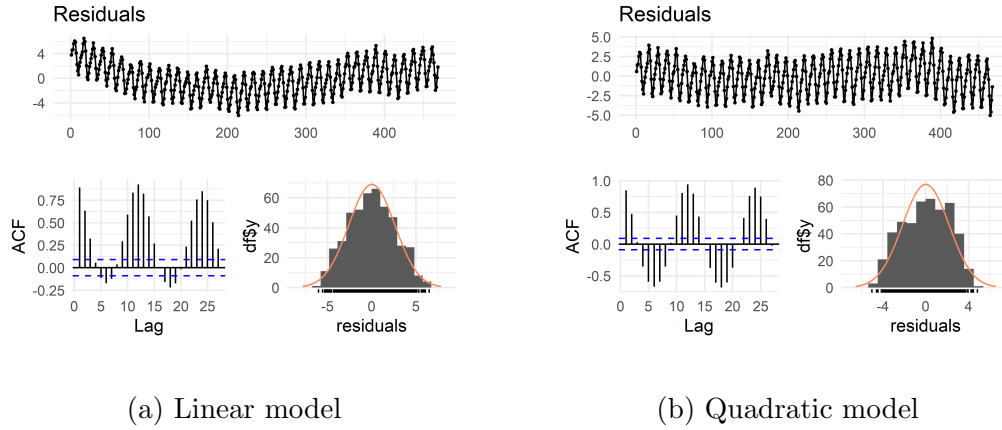 Residuals
4
0
-4
0 100 200 300 400
ACF
0.75
0.50
0.25
0.00
-0.25
0 5 10 15 20 25
Lag
df$y
60
40
20
0
-5 0 5
residuals
(a) Linear model
Residuals
5.0
2.5
0.0
-2.5
-5.0
0 100 200 300 400
ACF
1.0
0.5
0.0
-0.5
0 5 10 15 20 25
Lag
df$y
80
60
40
20
0
-4 0 4
residuals
(b) Quadratic model